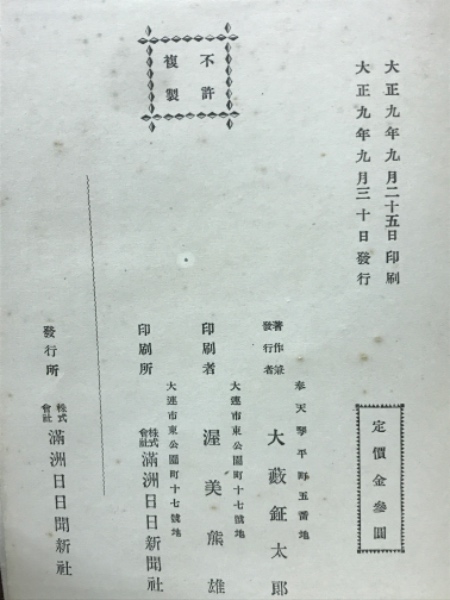 大正九年九月二十五日印刷
大正九年九月三十日發行
不許
複製
定價金參圓
奉天琴平町五番地
著作兼
發行者
大藪鉦太郎
大連市東公園町十七號地
印刷者
渥美熊雄
大連市東公園町十七號地
印刷所
株式
會社
滿洲日日新聞社
發行所
株式
會社
滿洲日日聞新社